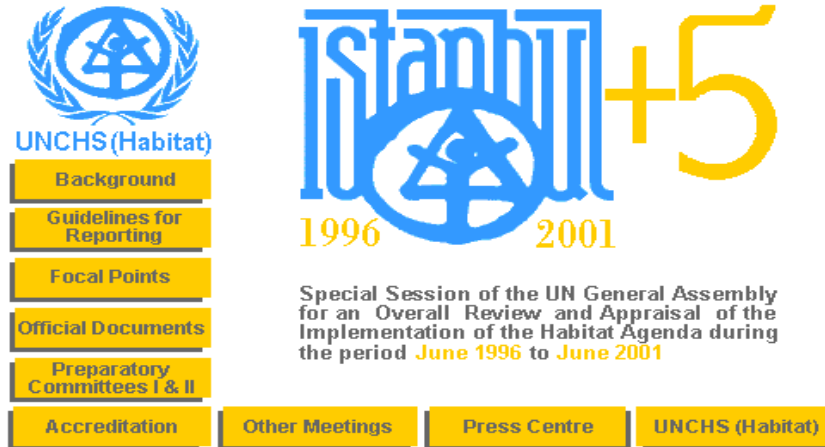 UNCHS (Habitat)
Background
Guidelines for
Reporting
Focal Points
Official Documents
Preparatory
Committees I & II
Accreditation
istanbul +5
1996 2001
Special Session of the UN General Assembly
for an Overall Review and Appraisal of the
Implementation of the Habitat Agenda during
the period June 1996 to June 2001
Other Meetings
Press Centre
UNCHS (Habitat)